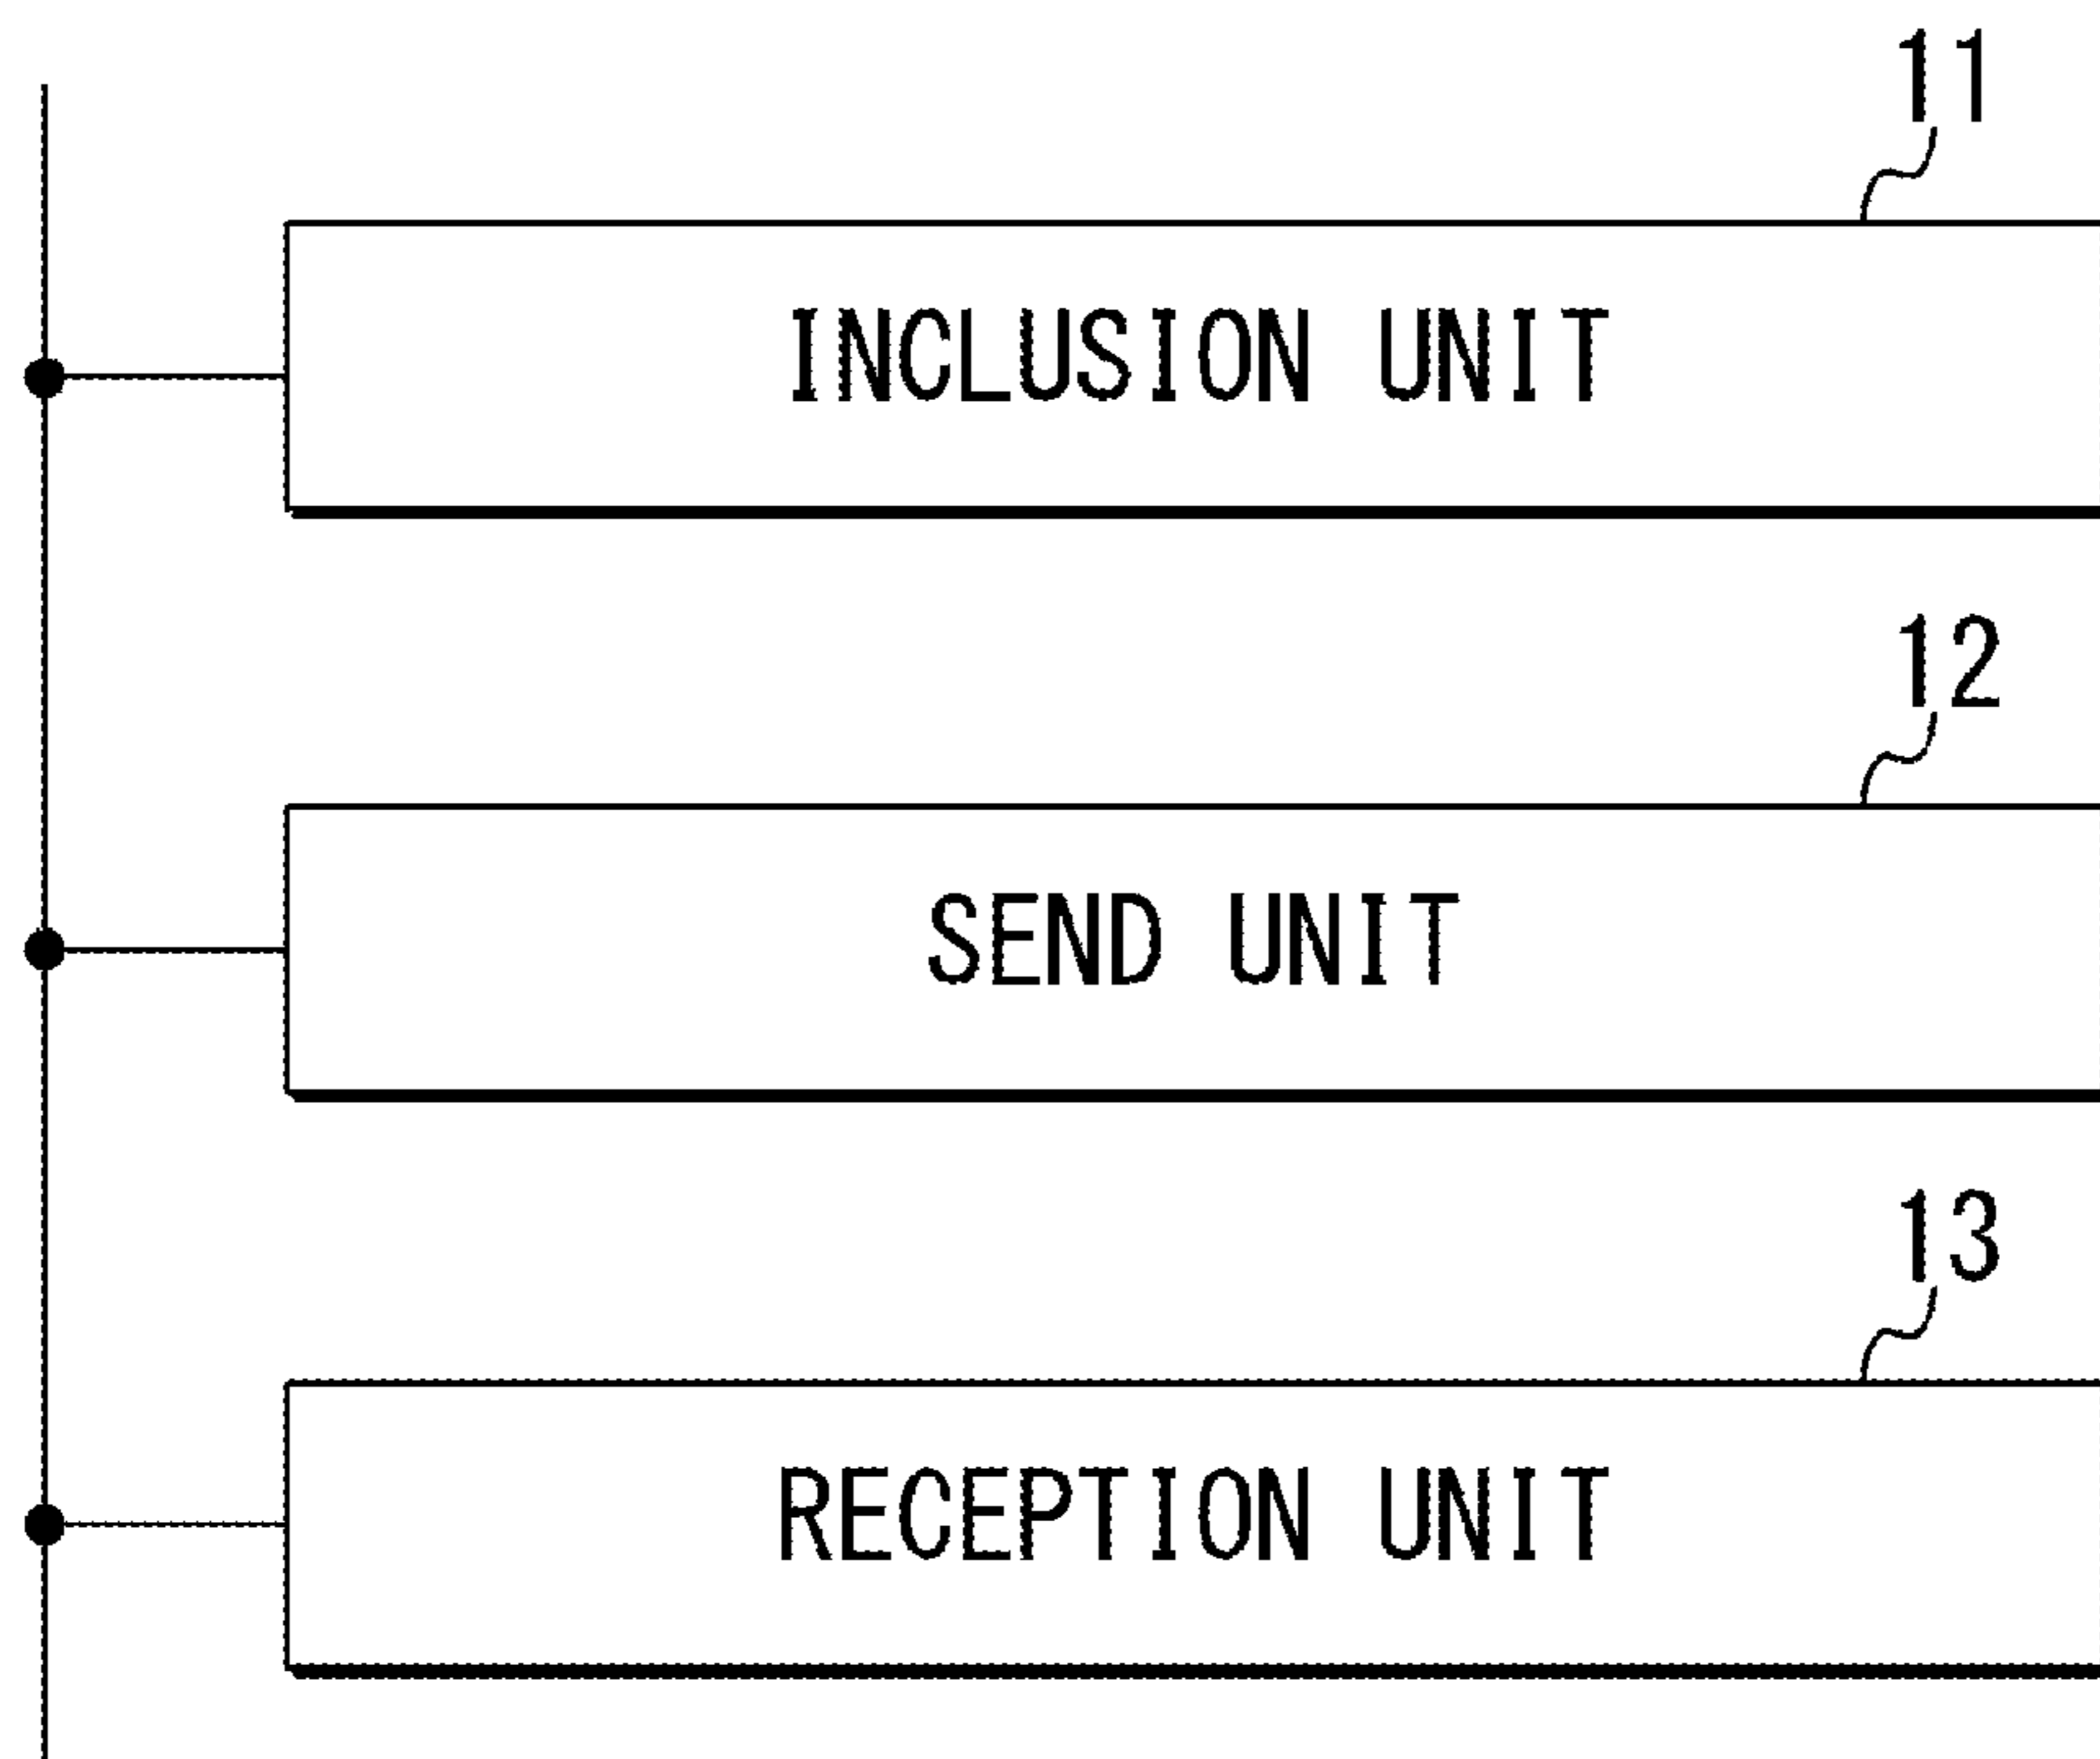 11
INCLUSION UNIT
12
SEND UNIT
13
RECEPTION UNIT